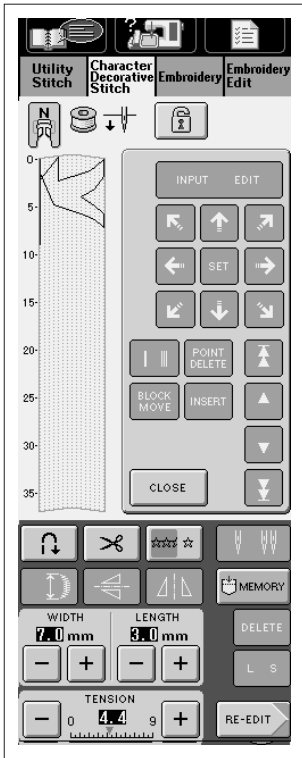 ?
Utility Stitch
Character Decorative Stitch
Embroidery
Embroidery Edit
N
0
5
10
15
20
25
30
35
INPUT EDIT
SET
POINT DELETE
BLOCK MOVE
INSERT
CLOSE
MEMORY
WIDTH
7.0 mm
LENGTH
3.0 mm
DELETE
L S
TENSION
0 4.4 9
RE-EDIT